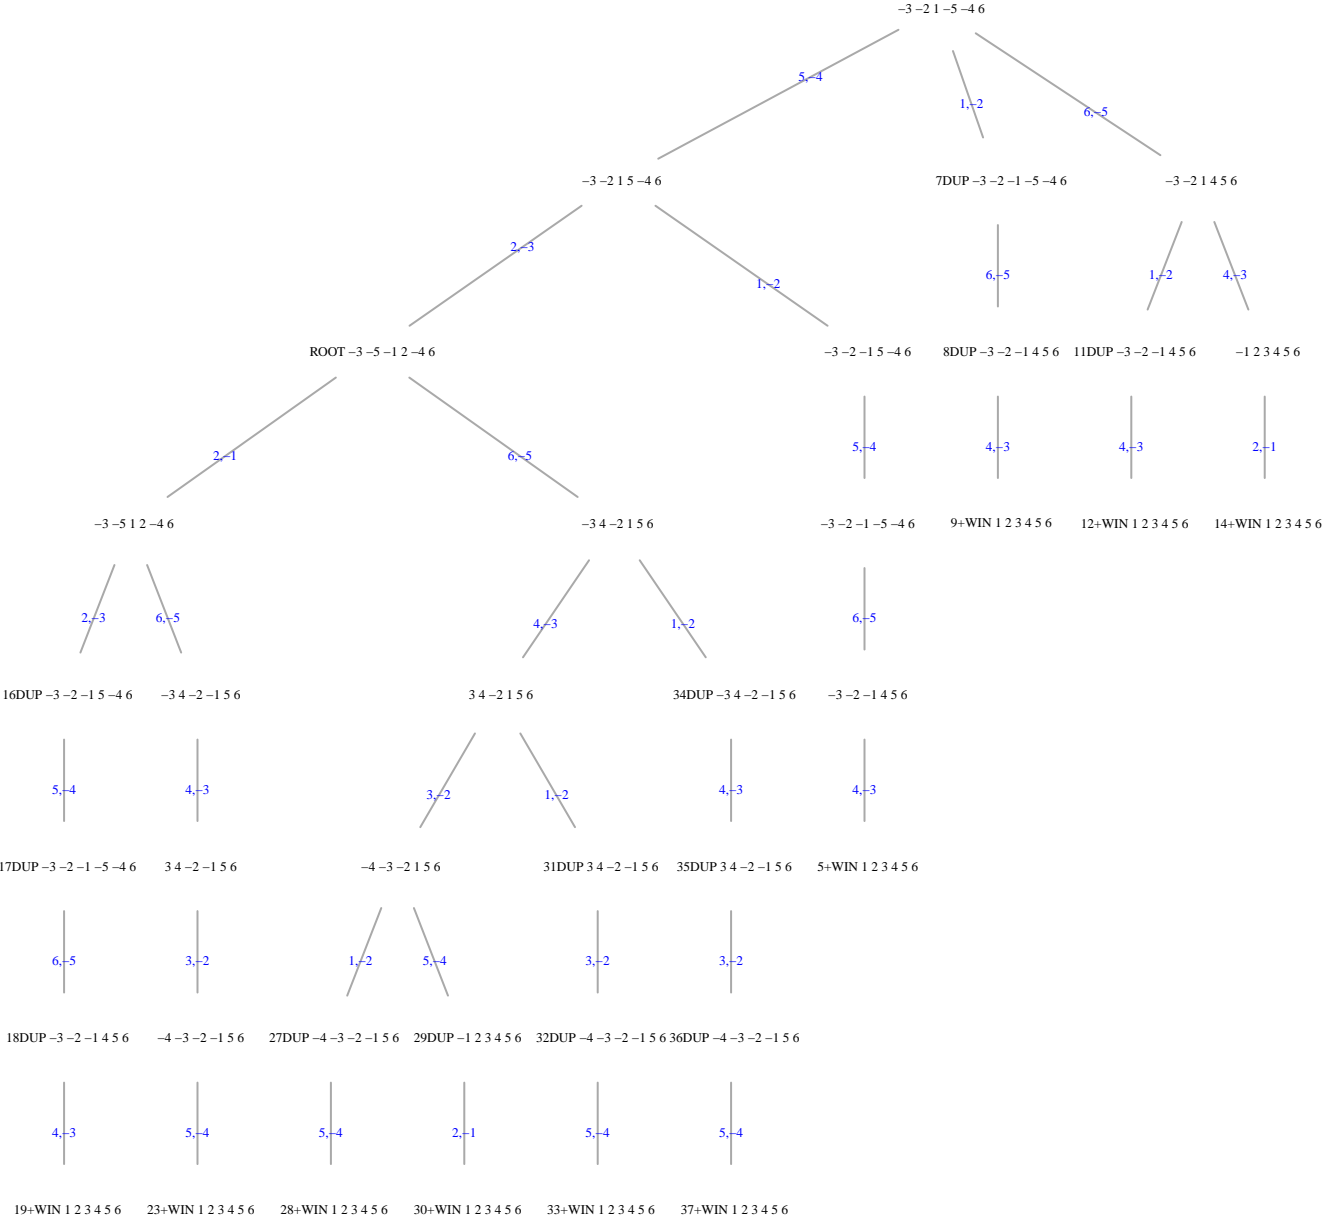 −3 −2 1 −5 −4 6
5,−4
1,−2
6,−5
−3 −2 1 5 −4 6
7DUP −3 −2 −1 −5 −4 6
−3 −2 1 4 5 6
2,−3
1,−2
6,−5
1,−2
4,−3
ROOT −3 −5 −1 2 −4 6
−3 −2 −1 5 −4 6
8DUP −3 −2 −1 4 5 6
11DUP −3 −2 −1 4 5 6
−1 2 3 4 5 6
2,−1
6,−5
5,−4
4,−3
4,−3
2,−1
−3 −5 1 2 −4 6
−3 4 −2 1 5 6
−3 −2 −1 −5 −4 6
9+WIN 1 2 3 4 5 6
12+WIN 1 2 3 4 5 6
14+WIN 1 2 3 4 5 6
2,−3
6,−5
4,−3
1,−2
6,−5
16DUP −3 −2 −1 5 −4 6
−3 4 −2 −1 5 6
3 4 −2 1 5 6
34DUP −3 4 −2 −1 5 6
−3 −2 −1 4 5 6
5,−4
4,−3
3,−2
1,−2
4,−3
4,−3
17DUP −3 −2 −1 −5 −4 6
3 4 −2 −1 5 6
−4 −3 −2 1 5 6
31DUP 3 4 −2 −1 5 6
35DUP 3 4 −2 −1 5 6
5+WIN 1 2 3 4 5 6
6,−5
3,−2
1,−2
5,−4
3,−2
3,−2
18DUP −3 −2 −1 4 5 6
−4 −3 −2 −1 5 6
27DUP −4 −3 −2 −1 5 6
29DUP −1 2 3 4 5 6
32DUP −4 −3 −2 −1 5 6
36DUP −4 −3 −2 −1 5 6
4,−3
5,−4
5,−4
2,−1
5,−4
5,−4
19+WIN 1 2 3 4 5 6
23+WIN 1 2 3 4 5 6
28+WIN 1 2 3 4 5 6
30+WIN 1 2 3 4 5 6
33+WIN 1 2 3 4 5 6
37+WIN 1 2 3 4 5 6